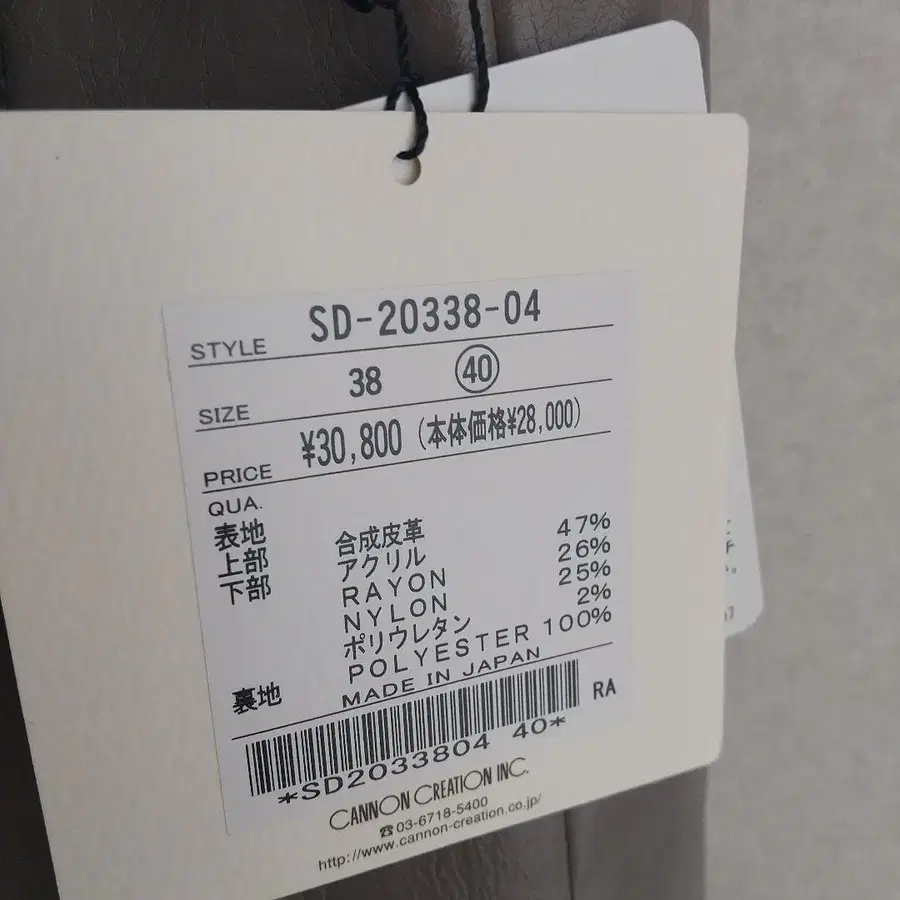 STYLE SD-20338-04
SIZE 38 40
PRICE ¥30,800 (本体価格¥28,000)
QUA.
表地
上部 合成皮革
下部 アクリル 47%
RAYON 26%
NYLON 25%
ポリウレタン 2%
裏地 POLYESTER 100%
MADE IN JAPAN
RA
*SD2033804 40*
CANNON CREATION INC.
☎03-6718-5400
http://www.cannon-creation.co.jp/